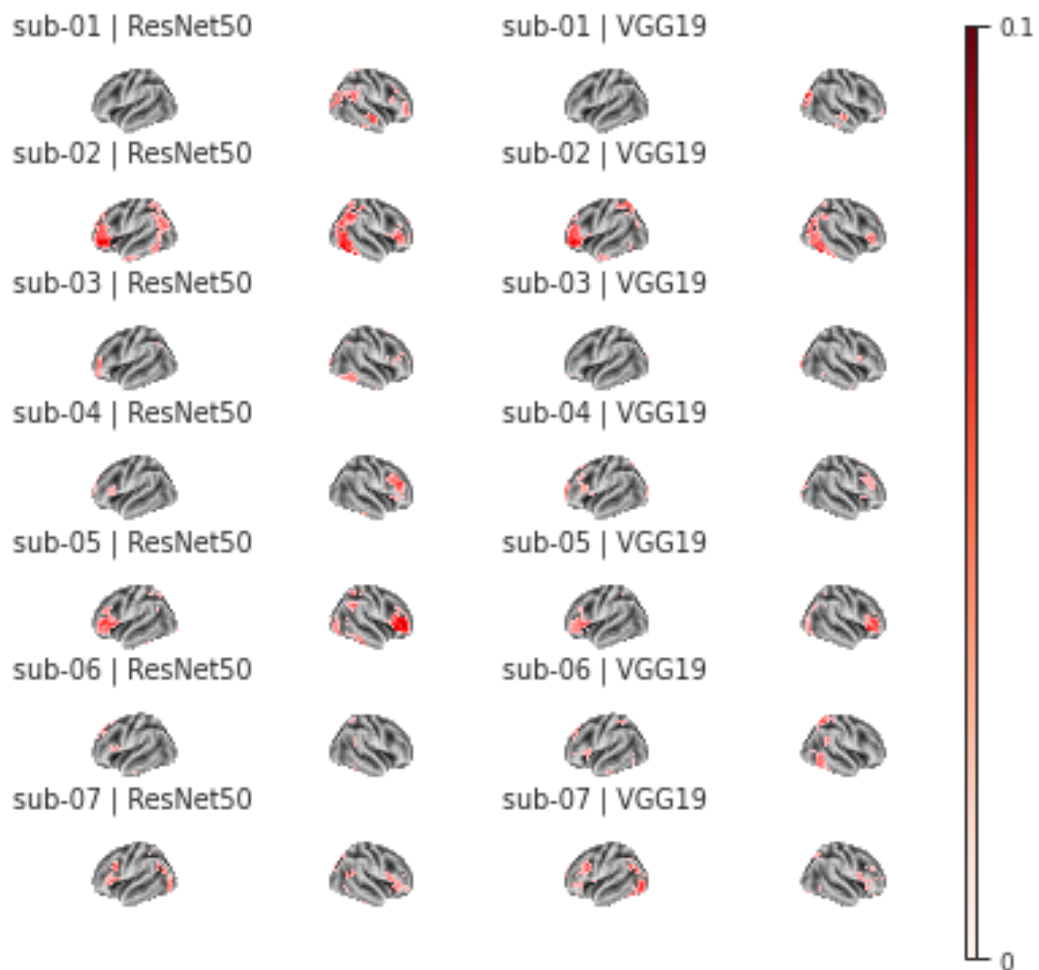 sub-01 | ResNet50
sub-01 | VGG19
0.1
sub-02 | ResNet50
sub-02 | VGG19
sub-03 | ResNet50
sub-03 | VGG19
sub-04 | ResNet50
sub-04 | VGG19
sub-05 | ResNet50
sub-05 | VGG19
sub-06 | ResNet50
sub-06 | VGG19
sub-07 | ResNet50
sub-07 | VGG19
0